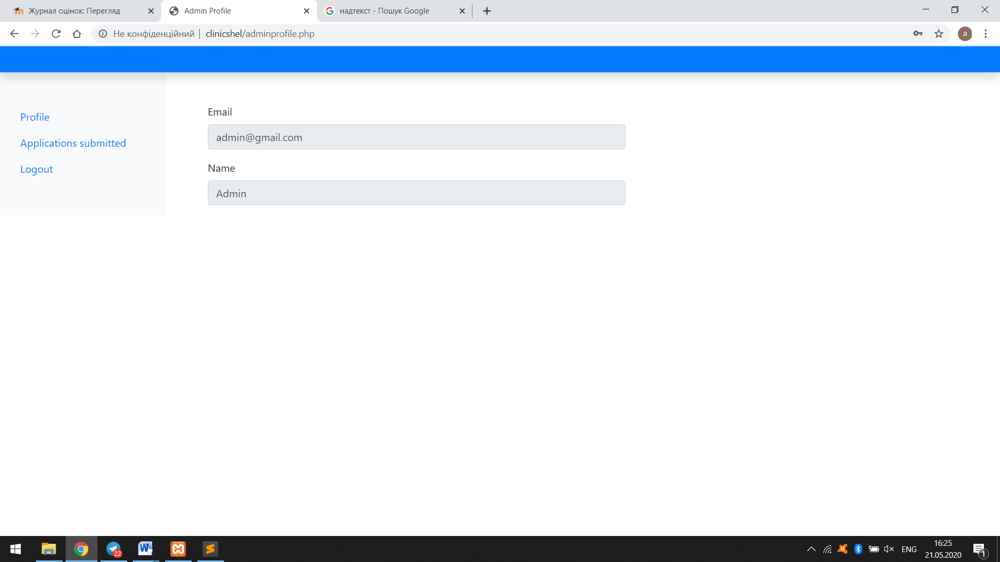 Журнал оцінок: Перегляд
Admin Profile
надтекст - Пошук Google
Не конфіденційний | clinicshel/adminprofile.php
a
Profile
Applications submitted
Logout
Email
admin@gmail.com
Name
Admin
22
ENG
16:25
21.05.2020
1